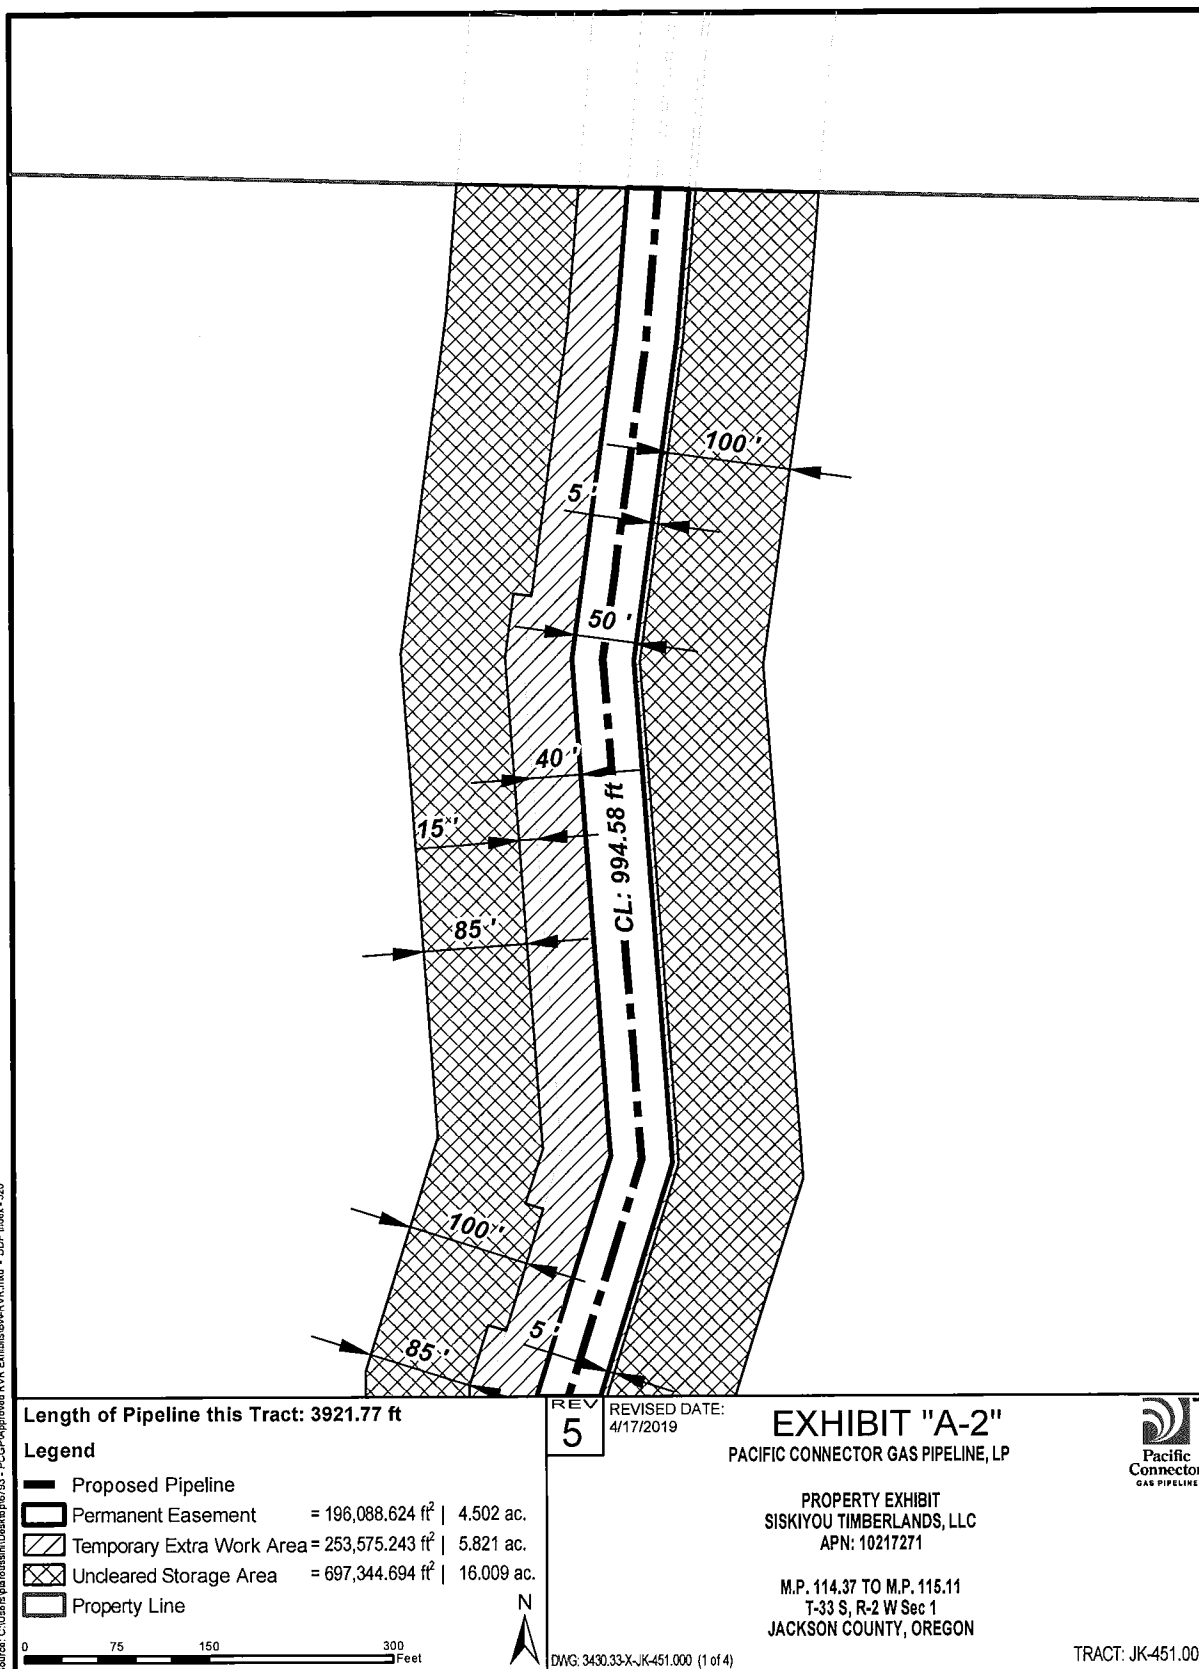 100 '
5 '
50 '
40 '
15 '
CL: 994.58 ft
85 '
100 '
5 '
85 '
Length of Pipeline this Tract: 3921.77 ft
Legend
Proposed Pipeline
Permanent Easement = 196,088.624 ft² | 4.502 ac.
Temporary Extra Work Area = 253,575.243 ft² | 5.821 ac.
Uncleared Storage Area = 697,344.694 ft² | 16.009 ac.
Property Line
N
0 75 150 300
Feet
REV
5
REVISED DATE:
4/17/2019
EXHIBIT "A-2"
PACIFIC CONNECTOR GAS PIPELINE, LP
PROPERTY EXHIBIT
SISKIYOU TIMBERLANDS, LLC
APN: 10217271
M.P. 114.37 TO M.P. 115.11
T-33 S, R-2 W Sec 1
JACKSON COUNTY, OREGON
DWG: 3430.33-X-JK-451.000 (1 of 4)
Pacific
Connector
GAS PIPELINE
TRACT: JK-451.00